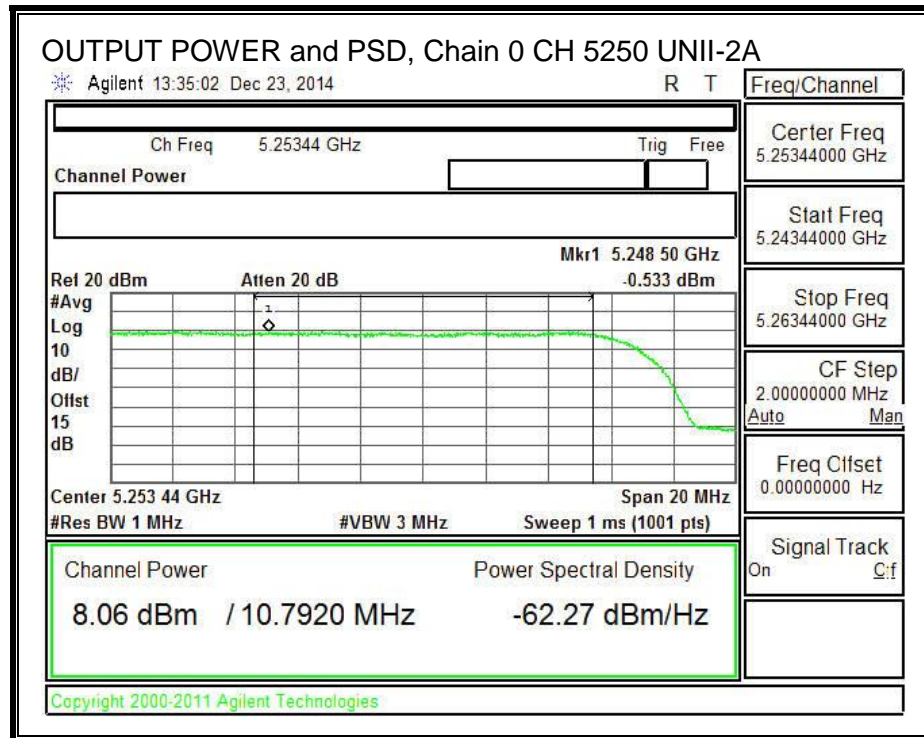 OUTPUT POWER and PSD, Chain 0 CH 5250 UNII-2A
Agilent 13:35:02 Dec 23, 2014 R T
Freq/Channel
Ch Freq 5.25344 GHz Trig Free
Channel Power
Center Freq
5.25344000 GHz
Start Freq
5.24344000 GHz
Mkr1 5.248 50 GHz
Ref 20 dBm Atten 20 dB -0.533 dBm
#Avg
Log
10
dB/
Offst
15
dB
1
Stop Freq
5.26344000 GHz
CF Step
2.00000000 MHz
Auto Man
Freq Offset
0.00000000 Hz
Center 5.253 44 GHz Span 20 MHz
#Res BW 1 MHz #VBW 3 MHz Sweep 1 ms (1001 pts)
Signal Track
On Off
Channel Power Power Spectral Density
8.06 dBm / 10.7920 MHz -62.27 dBm/Hz
Copyright 2000-2011 Agilent Technologies